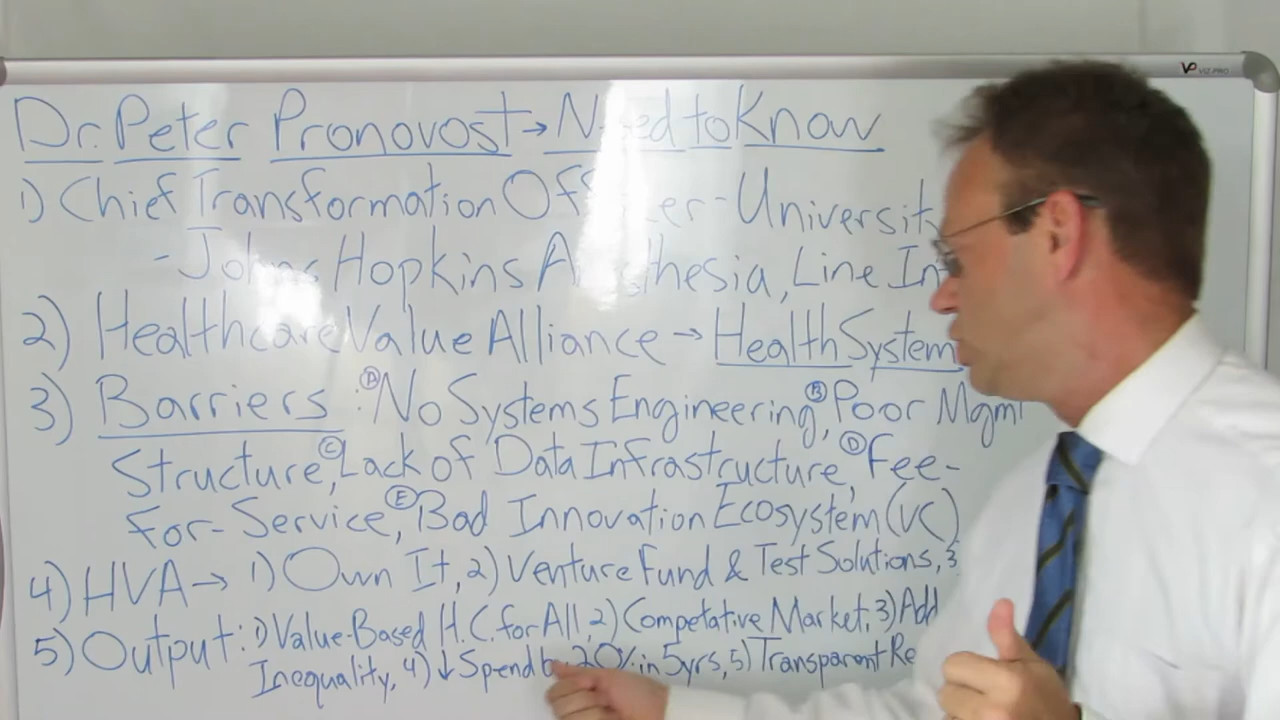 VIZ-PRO
Dr. Peter Pronovost → Need to Know
1) Chief Transformation Officer - Universit
- Johns Hopkins Anesthesia, Line In
2) Healthcare Value Alliance → Health System
3) Barriers: Ⓐ No Systems Engineering, Ⓑ Poor Mgmt
Structure, Ⓒ Lack of Data Infrastructure, Ⓓ Fee-
For-Service, Ⓔ Bad Innovation Ecosystem (VC)
4) HVA → 1) Own It, 2) Venture Fund & Test Solutions, 3
5) Output: 1) Value-Based H.C. for All, 2) Competative Market, 3) Add
Inequality, 4) ↓ Spend by 20% in 5yrs, 5) Transparent Re